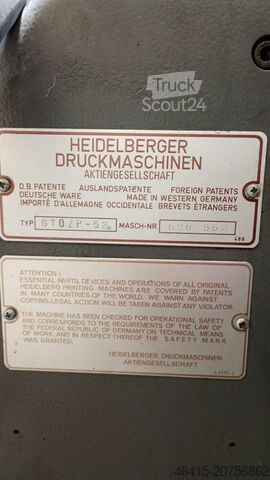 Truck
Scout24
HEIDELBERGER
DRUCKMASCHINEN
AKTIENGESELLSCHAFT
D.B. PATENTE AUSLANDSPATENTE FOREIGN PATENTS
DEUTSCHE WARE MADE IN WESTERN GERMANY
IMPORTÉ D'ALLEMAGNE OCCIDENTALE BREVETS ÉTRANGERS
TYP GTOZP-52 MASCH-NR. 696 562
488
ATTENTION!
ESSENTIAL PARTS, DEVICES AND OPERATIONS OF ALL ORIGINAL
HEIDELBERG PRINTING MACHINES ARE COVERED BY PATENTS
IN MANY COUNTRIES OF THE WORLD. WE WARN AGAINST
COPYING. LEGAL ACTION WILL BE TAKEN AGAINST ANY VIOLATOR.
THE MACHINE HAS BEEN CHECKED FOR OPERATIONAL SAFETY
AND CORRESPONDS TO THE REQUIREMENTS OF THE LAW OF
THE FEDERAL REPUBLIC OF GERMANY ON TECHNICAL MEANS
OF WORK, AND IN RESPECT THEREOF THE SAFETY MARK
WAS GRANTED.
HEIDELBERGER DRUCKMASCHINEN
AKTIENGESELLSCHAFT
46415-20756862